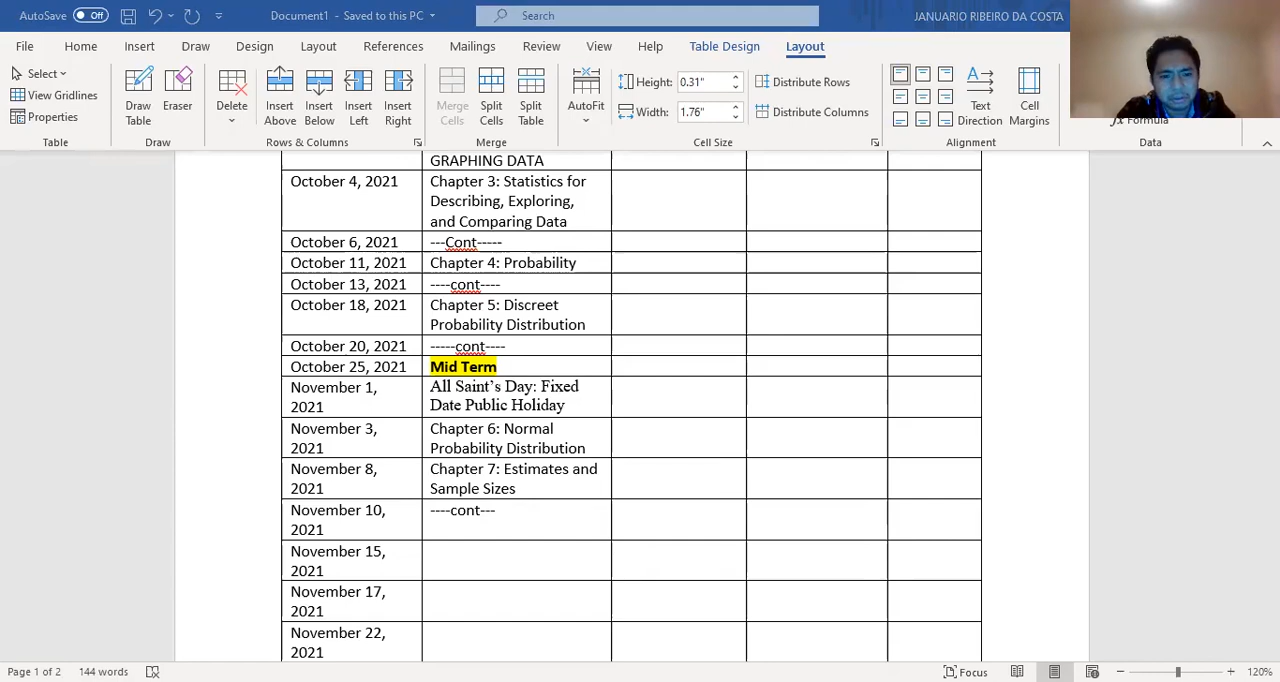 AutoSave Off Document1 - Saved to this PC Search JANUARIO RIBEIRO DA COSTA
File Home Insert Draw Design Layout References Mailings Review View Help Table Design Layout
Select
View Gridlines
Properties
Draw Table
Eraser
Delete
Insert Above
Insert Below
Insert Left
Insert Right
Merge Cells
Split Cells
Split Table
AutoFit
Height: 0.31"
Width: 1.76"
Distribute Rows
Distribute Columns
Text Direction
Cell Margins
Formula
Table Draw Rows & Columns Merge Cell Size Alignment Data
GRAPHING DATA
October 4, 2021 Chapter 3: Statistics for
Describing, Exploring,
and Comparing Data
October 6, 2021 ---Cont-----
October 11, 2021 Chapter 4: Probability
October 13, 2021 ----cont----
October 18, 2021 Chapter 5: Discreet
Probability Distribution
October 20, 2021 -----cont----
October 25, 2021 Mid Term
November 1, All Saint’s Day: Fixed
2021 Date Public Holiday
November 3, Chapter 6: Normal
2021 Probability Distribution
November 8, Chapter 7: Estimates and
2021 Sample Sizes
November 10, ----cont---
2021
November 15,
2021
November 17,
2021
November 22,
2021
Page 1 of 2 144 words Focus 120%